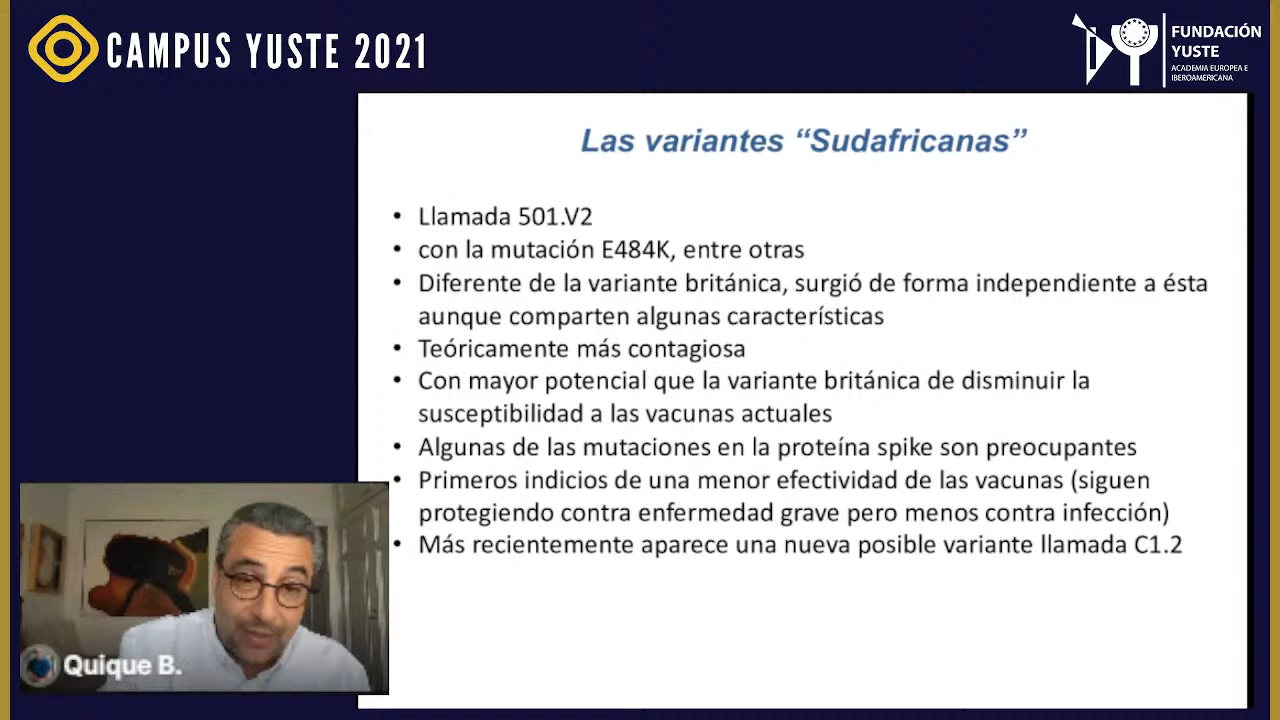 CAMPUS YUSTE 2021
FUNDACIÓN
YUSTE
ACADEMIA EUROPEA E
IBEROAMERICANA
Las variantes “Sudafricanas”
• Llamada 501.V2
• con la mutación E484K, entre otras
• Diferente de la variante británica, surgió de forma independiente a ésta
aunque comparten algunas características
• Teóricamente más contagiosa
• Con mayor potencial que la variante británica de disminuir la
susceptibilidad a las vacunas actuales
• Algunas de las mutaciones en la proteína spike son preocupantes
• Primeros indicios de una menor efectividad de las vacunas (siguen
protegiendo contra enfermedad grave pero menos contra infección)
• Más recientemente aparece una nueva posible variante llamada C1.2
Quique B.